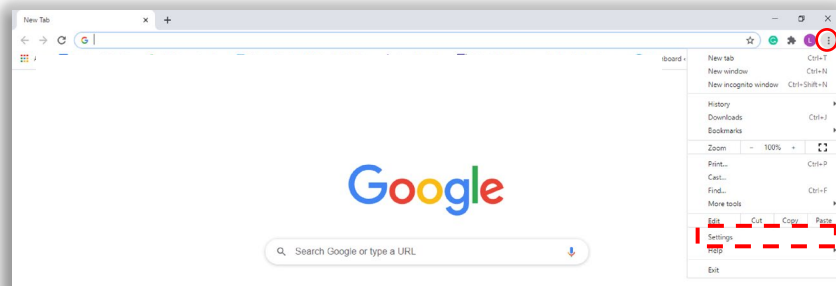 New Tab
G
L
New tab Ctrl+T
New window Ctrl+N
New incognito window Ctrl+Shift+N
History
Downloads Ctrl+J
Bookmarks
Zoom - 100% +
Print... Ctrl+P
Cast...
Find... Ctrl+F
More tools
Edit Cut Copy Paste
Settings
Help
Exit
Google
Search Google or type a URL